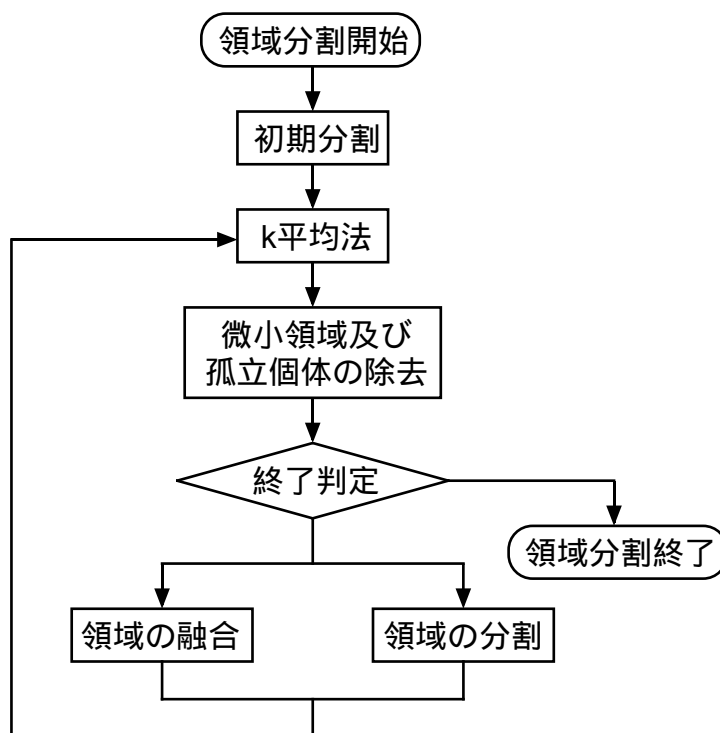 領域分割開始
初期分割
k平均法
微小領域及び
孤立個体の除去
終了判定
領域分割終了
領域の融合
領域の分割